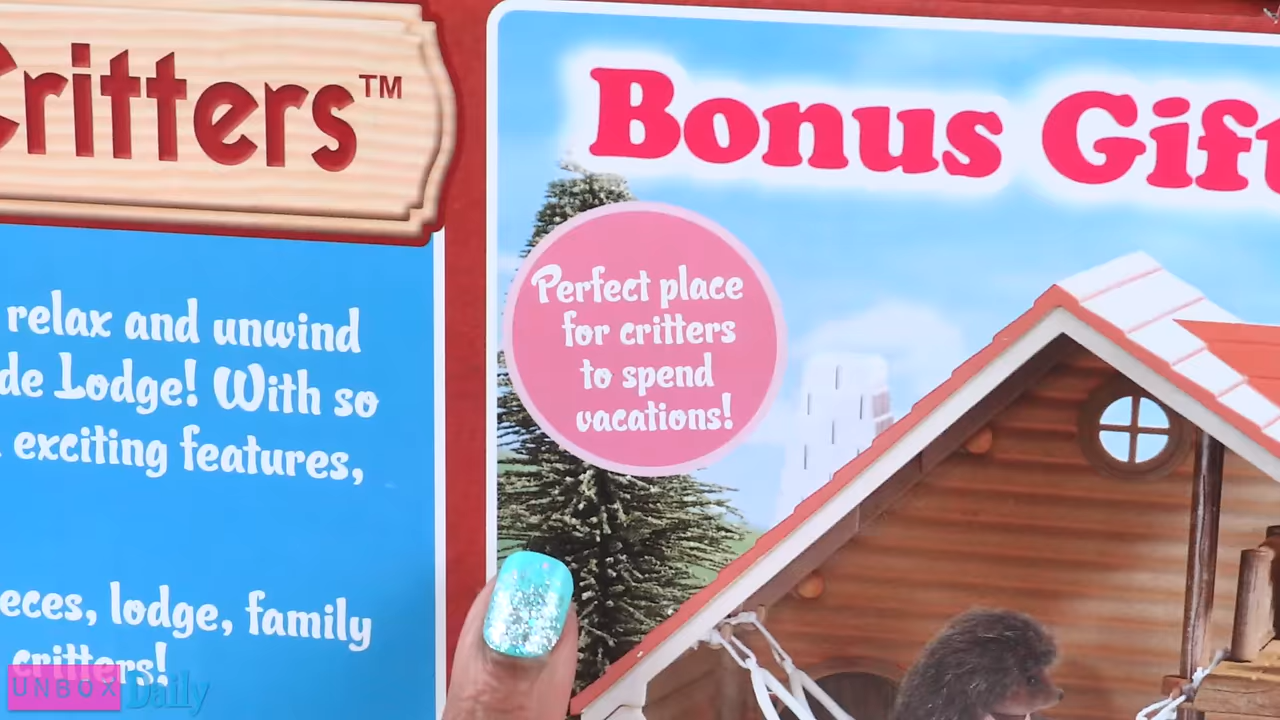 Critters™
relax and unwind
de Lodge! With so
exciting features,
eces, lodge, family
critters!
Bonus Gift
Perfect place
for critters
to spend
vacations!
UNBOX Daily